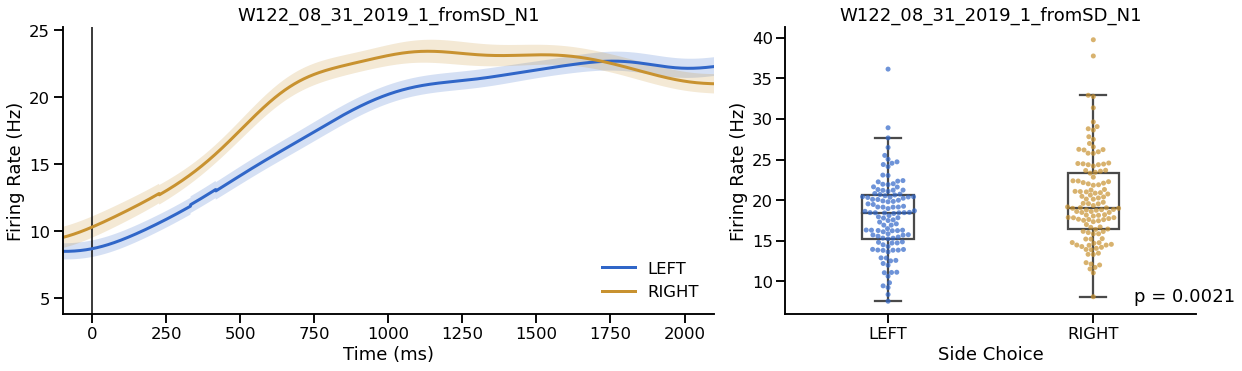 W122_08_31_2019_1_fromSD_N1
Firing Rate (Hz)
25
20
15
10
5
LEFT
RIGHT
0
250
500
750
1000
1250
1500
1750
2000
Time (ms)
W122_08_31_2019_1_fromSD_N1
Firing Rate (Hz)
40
35
30
25
20
15
10
p = 0.0021
LEFT
RIGHT
Side Choice